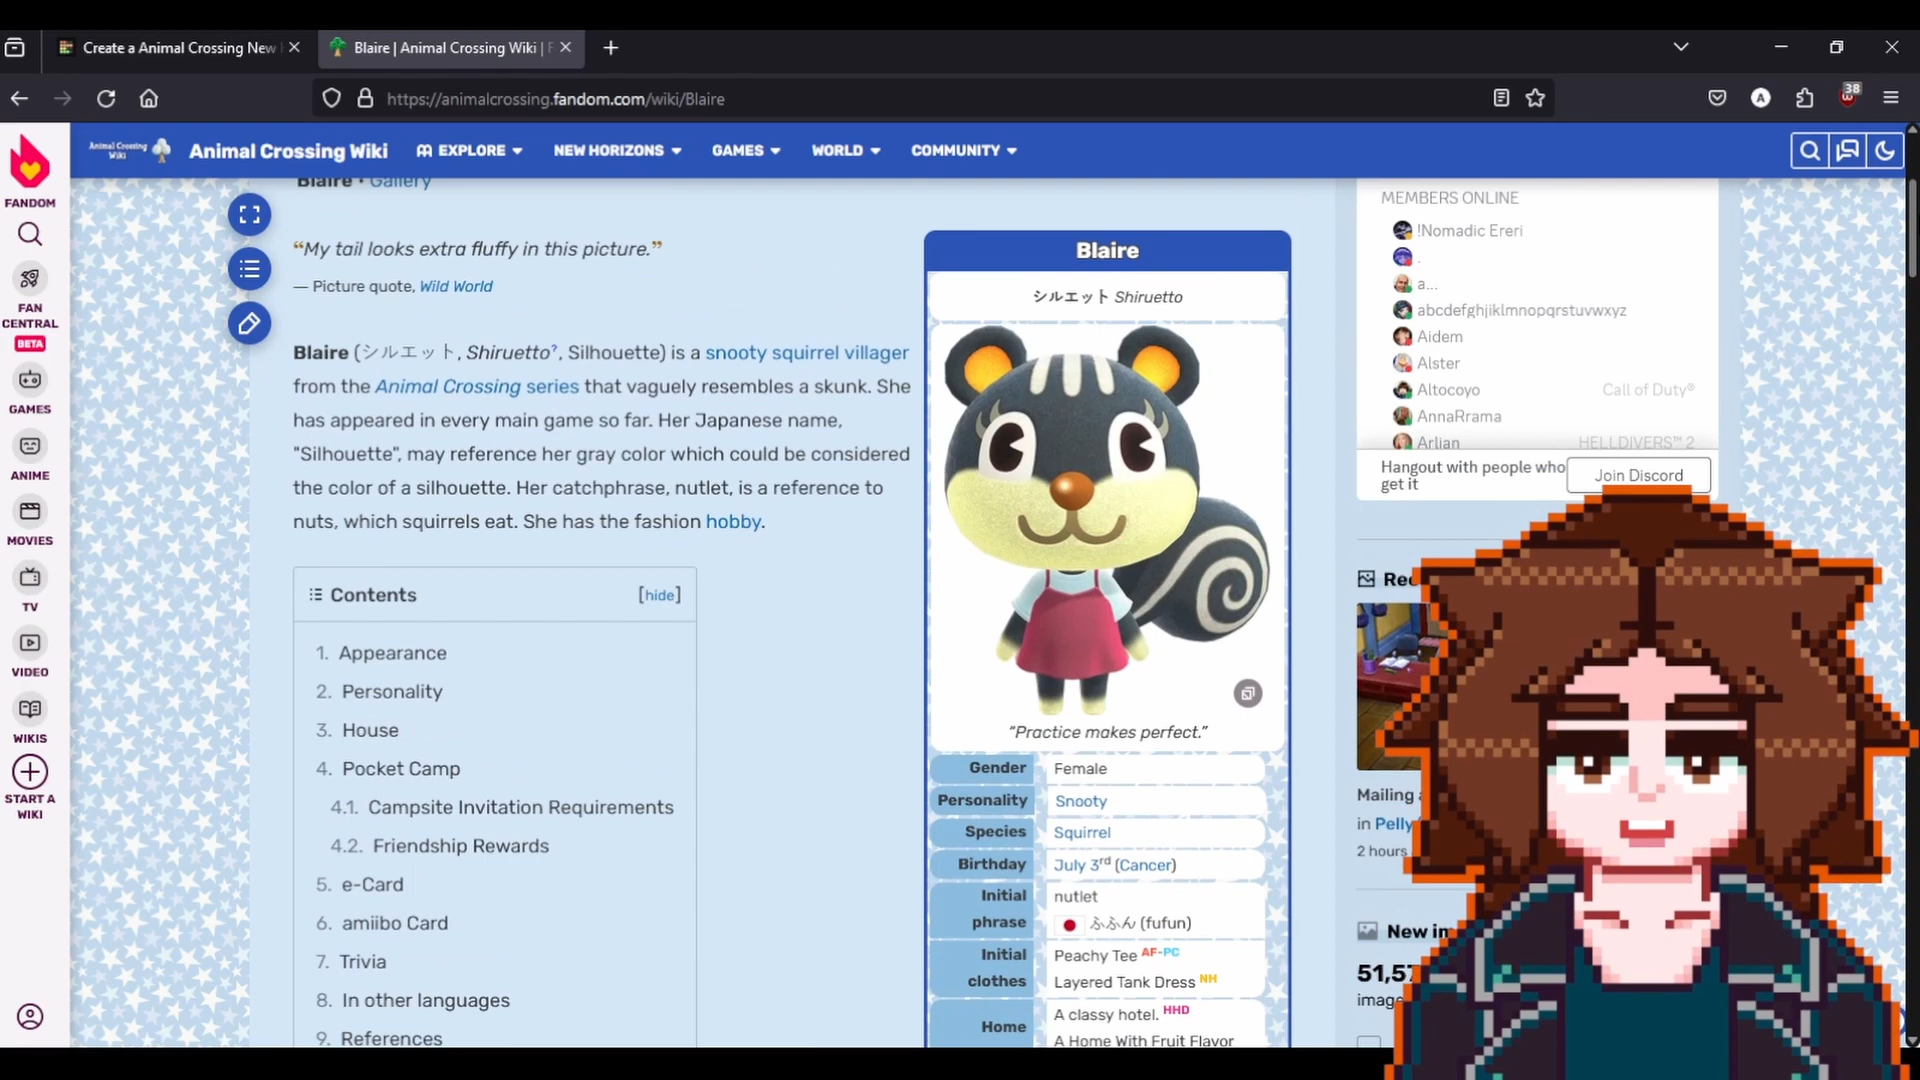 Create a Animal Crossing New
Blaire | Animal Crossing Wiki | F
https://animalcrossing.fandom.com/wiki/Blaire
A
38
Animal Crossing
Wiki
Animal Crossing Wiki
EXPLORE
NEW HORIZONS
GAMES
WORLD
COMMUNITY
FANDOM
FAN
CENTRAL
BETA
GAMES
ANIME
MOVIES
TV
VIDEO
WIKIS
START A
WIKI
Blaire • Gallery
“My tail looks extra fluffy in this picture.”
— Picture quote, Wild World
Blaire (シルエット, Shiruetto?, Silhouette) is a snooty squirrel villager
from the Animal Crossing series that vaguely resembles a skunk. She
has appeared in every main game so far. Her Japanese name,
"Silhouette", may reference her gray color which could be considered
the color of a silhouette. Her catchphrase, nutlet, is a reference to
nuts, which squirrels eat. She has the fashion hobby.
Contents [hide]
1. Appearance
2. Personality
3. House
4. Pocket Camp
4.1. Campsite Invitation Requirements
4.2. Friendship Rewards
5. e-Card
6. amiibo Card
7. Trivia
8. In other languages
9. References
Blaire
シルエット Shiruetto
“Practice makes perfect.”
Gender Female
Personality Snooty
Species Squirrel
Birthday July 3rd (Cancer)
Initial phrase nutlet
ふふん (fufun)
Initial clothes Peachy Tee AF-PC
Layered Tank Dress NH
Home A classy hotel. HHD
A Home With Fruit Flavor
MEMBERS ONLINE
!Nomadic Ereri
.
a...
abcdefghjiklmnopqrstuvwxyz
Aidem
Alster
Altocoyo Call of Duty®
AnnaRrama
Arlian HELLDIVERS™ 2
Hangout with people who
get it
Join Discord
Mailing
in Pelly
2 hours
New
image